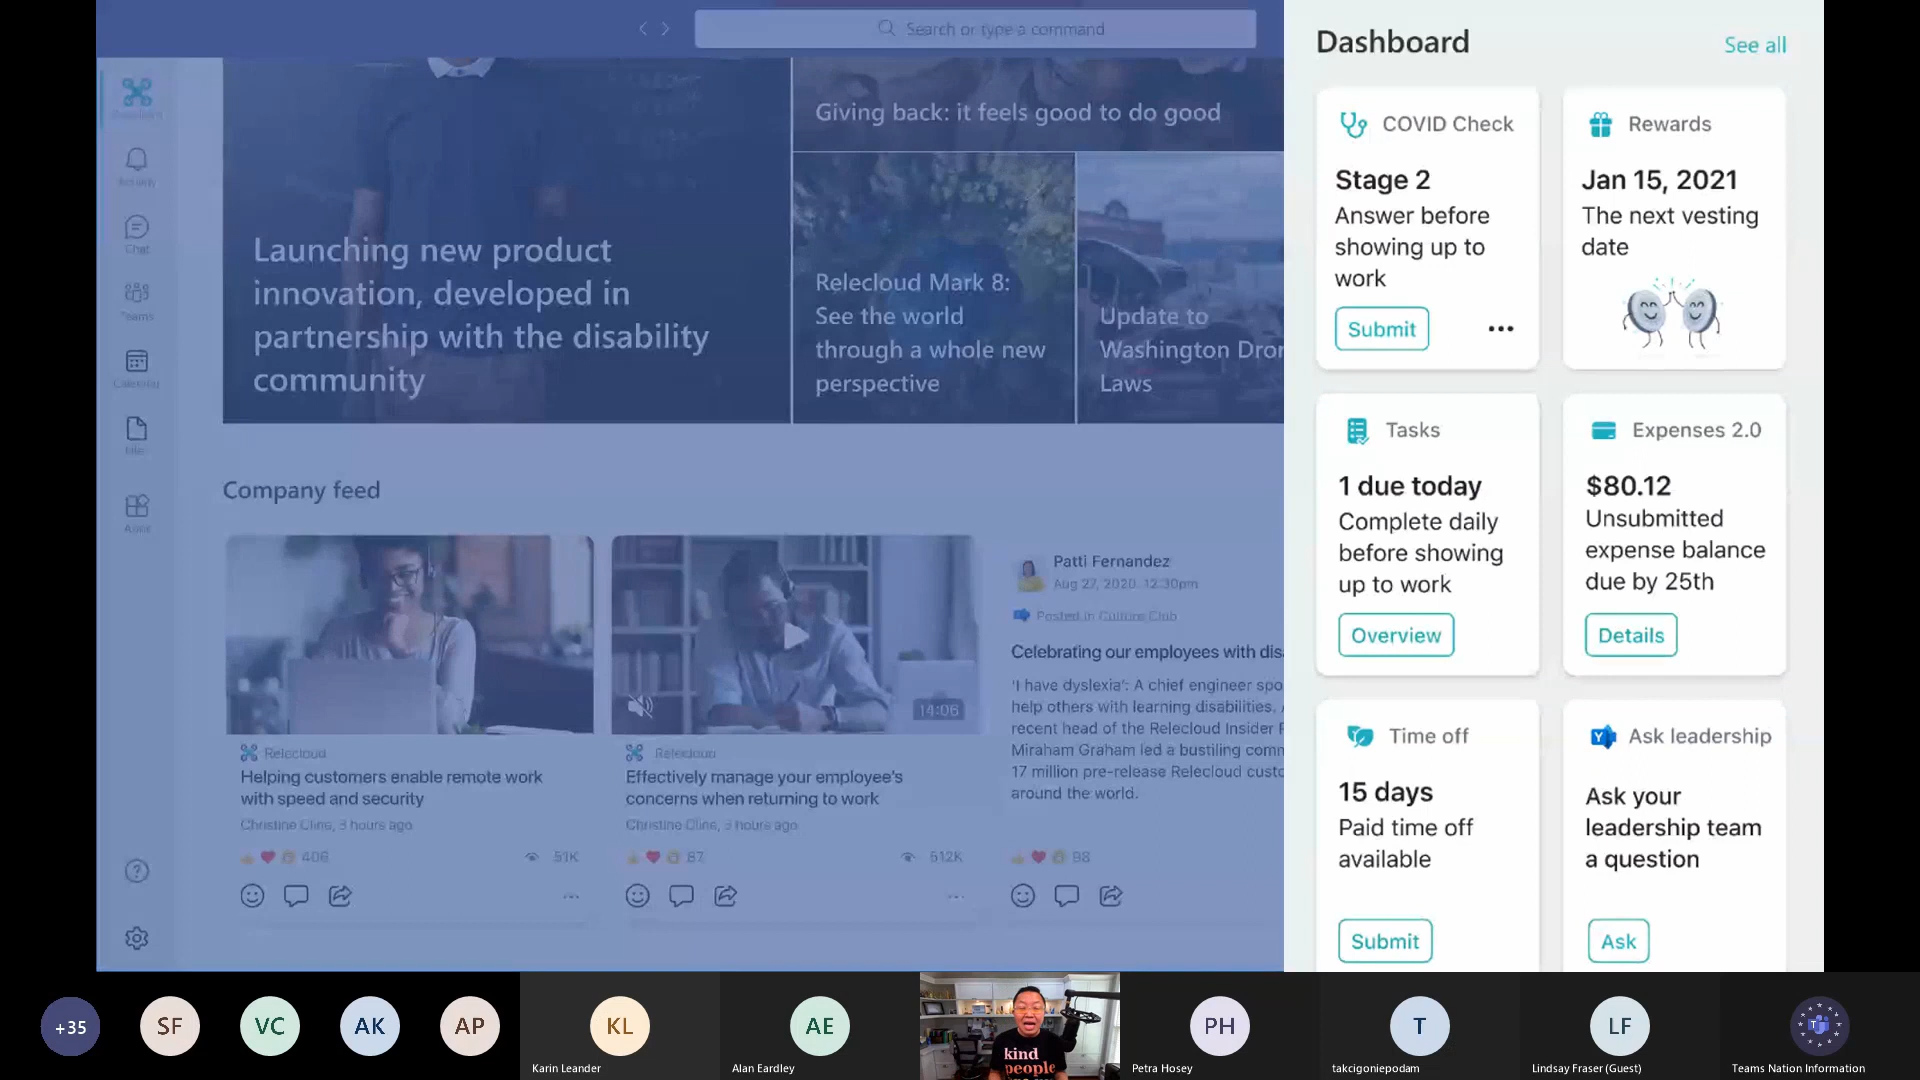 Search or type a command
Activity
Chat
Teams
Calendar
Files
Apps
Giving back: it feels good to do good
Launching new product
innovation, developed in
partnership with the disability
community
Relecloud Mark 8:
See the world
through a whole new
perspective
Update to
Washington Dron
Laws
Company feed
14:06
Relecloud
Helping customers enable remote work
with speed and security
Christine Cline, 3 hours ago
406
51K
Relecloud
Effectively manage your employee's
concerns when returning to work
Christine Cline, 3 hours ago
87
512K
Patti Fernandez
Aug 27, 2020. 12:30pm
Posted in Culture Club
Celebrating our employees with dis
'I have dyslexia': A chief engineer spo
help others with learning disabilities.
recent head of the Relecloud Insider
Miraham Graham led a bustiling comm
17 million pre-release Relecloud custo
around the world.
98
Dashboard
See all
COVID Check
Stage 2
Answer before
showing up to
work
Submit
Rewards
Jan 15, 2021
The next vesting
date
Tasks
1 due today
Complete daily
before showing
up to work
Overview
Expenses 2.0
$80.12
Unsubmitted
expense balance
due by 25th
Details
Time off
15 days
Paid time off
available
Submit
Ask leadership
Ask your
leadership team
a question
Ask
+35
SF
VC
AK
AP
KL
Karin Leander
AE
Alan Eardley
kind
people
PH
Petra Hosey
T
takcigoniepodam
LF
Lindsay Fraser (Guest)
Teams Nation Information